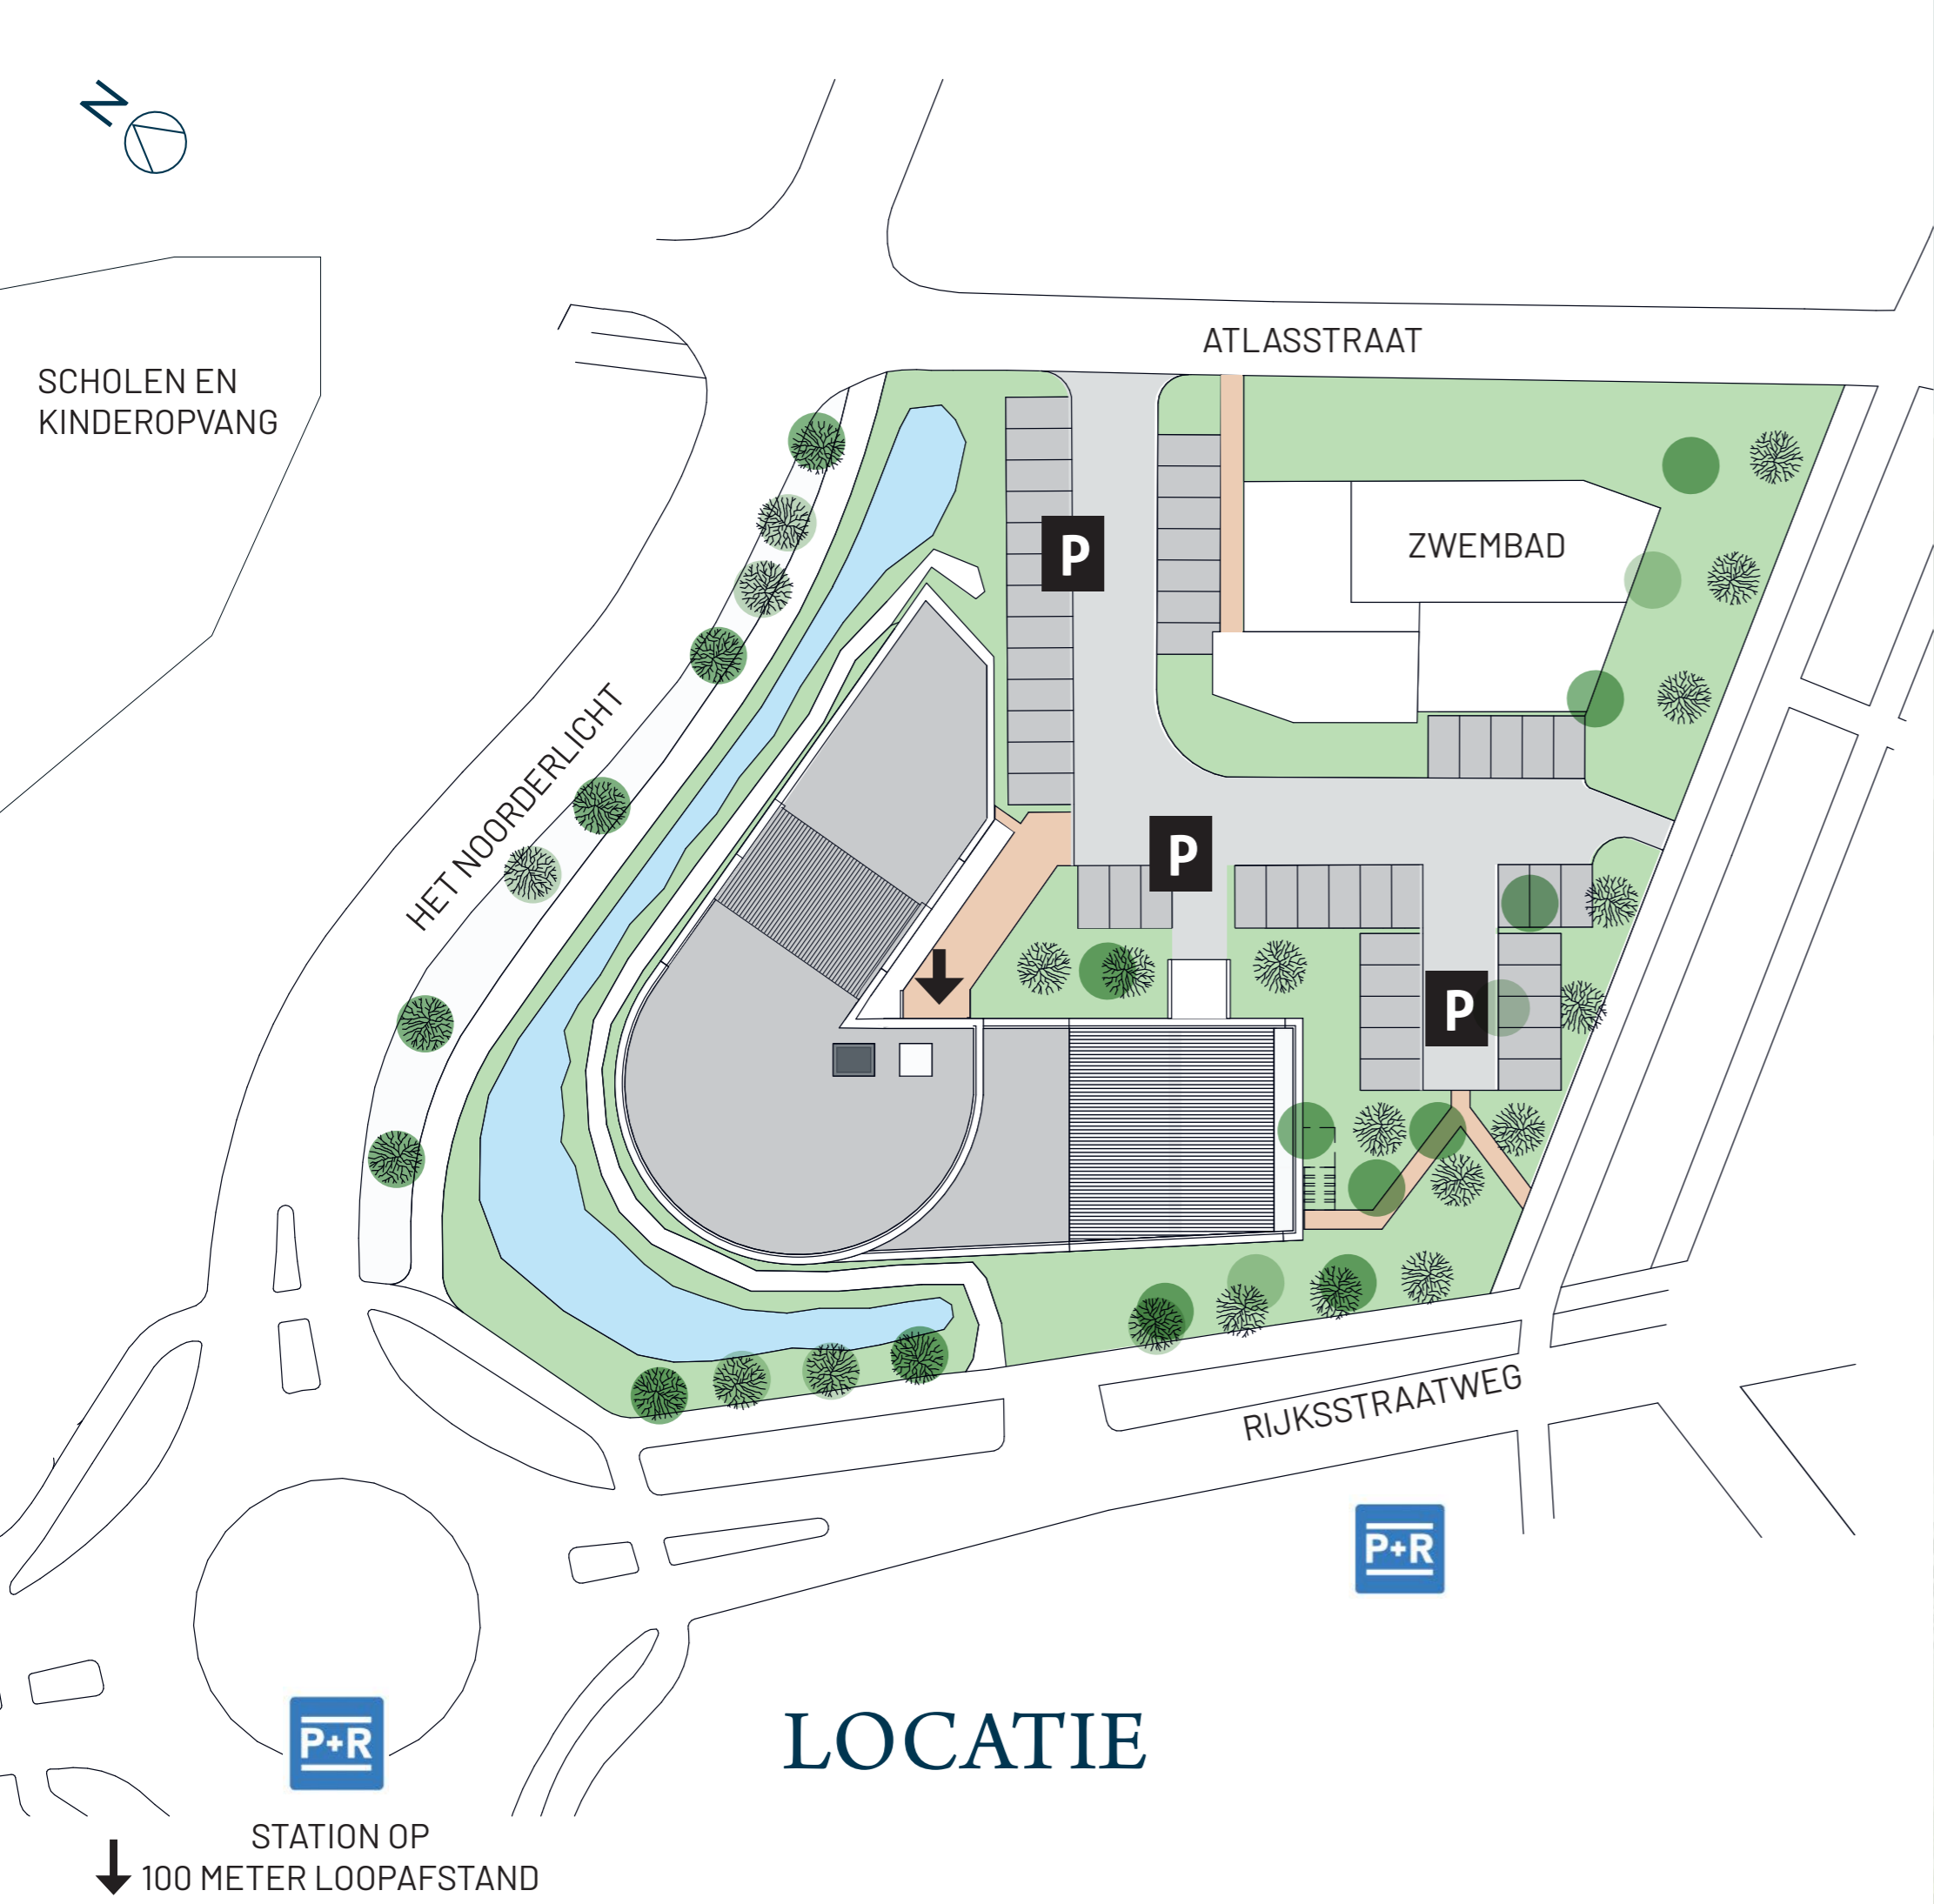 N
ATLASSTRAAT
SCHOLEN EN
KINDEROPVANG
ZWEMBAD
P
HET NOORDERLICHT
P
P
RIJKSSTRAATWEG
P+R
P+R
LOCATIE
STATION OP
100 METER LOOPAFSTAND